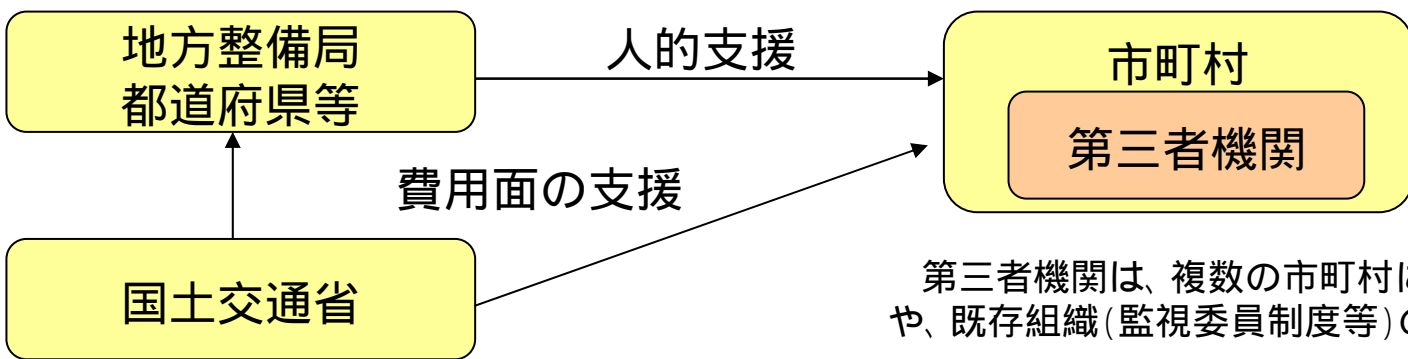 地方整備局
都道府県等
人的支援
市町村
第三者機関
費用面の支援
国土交通省
第三者機関は、複数の市町村
や、既存組織(監視委員制度等)の